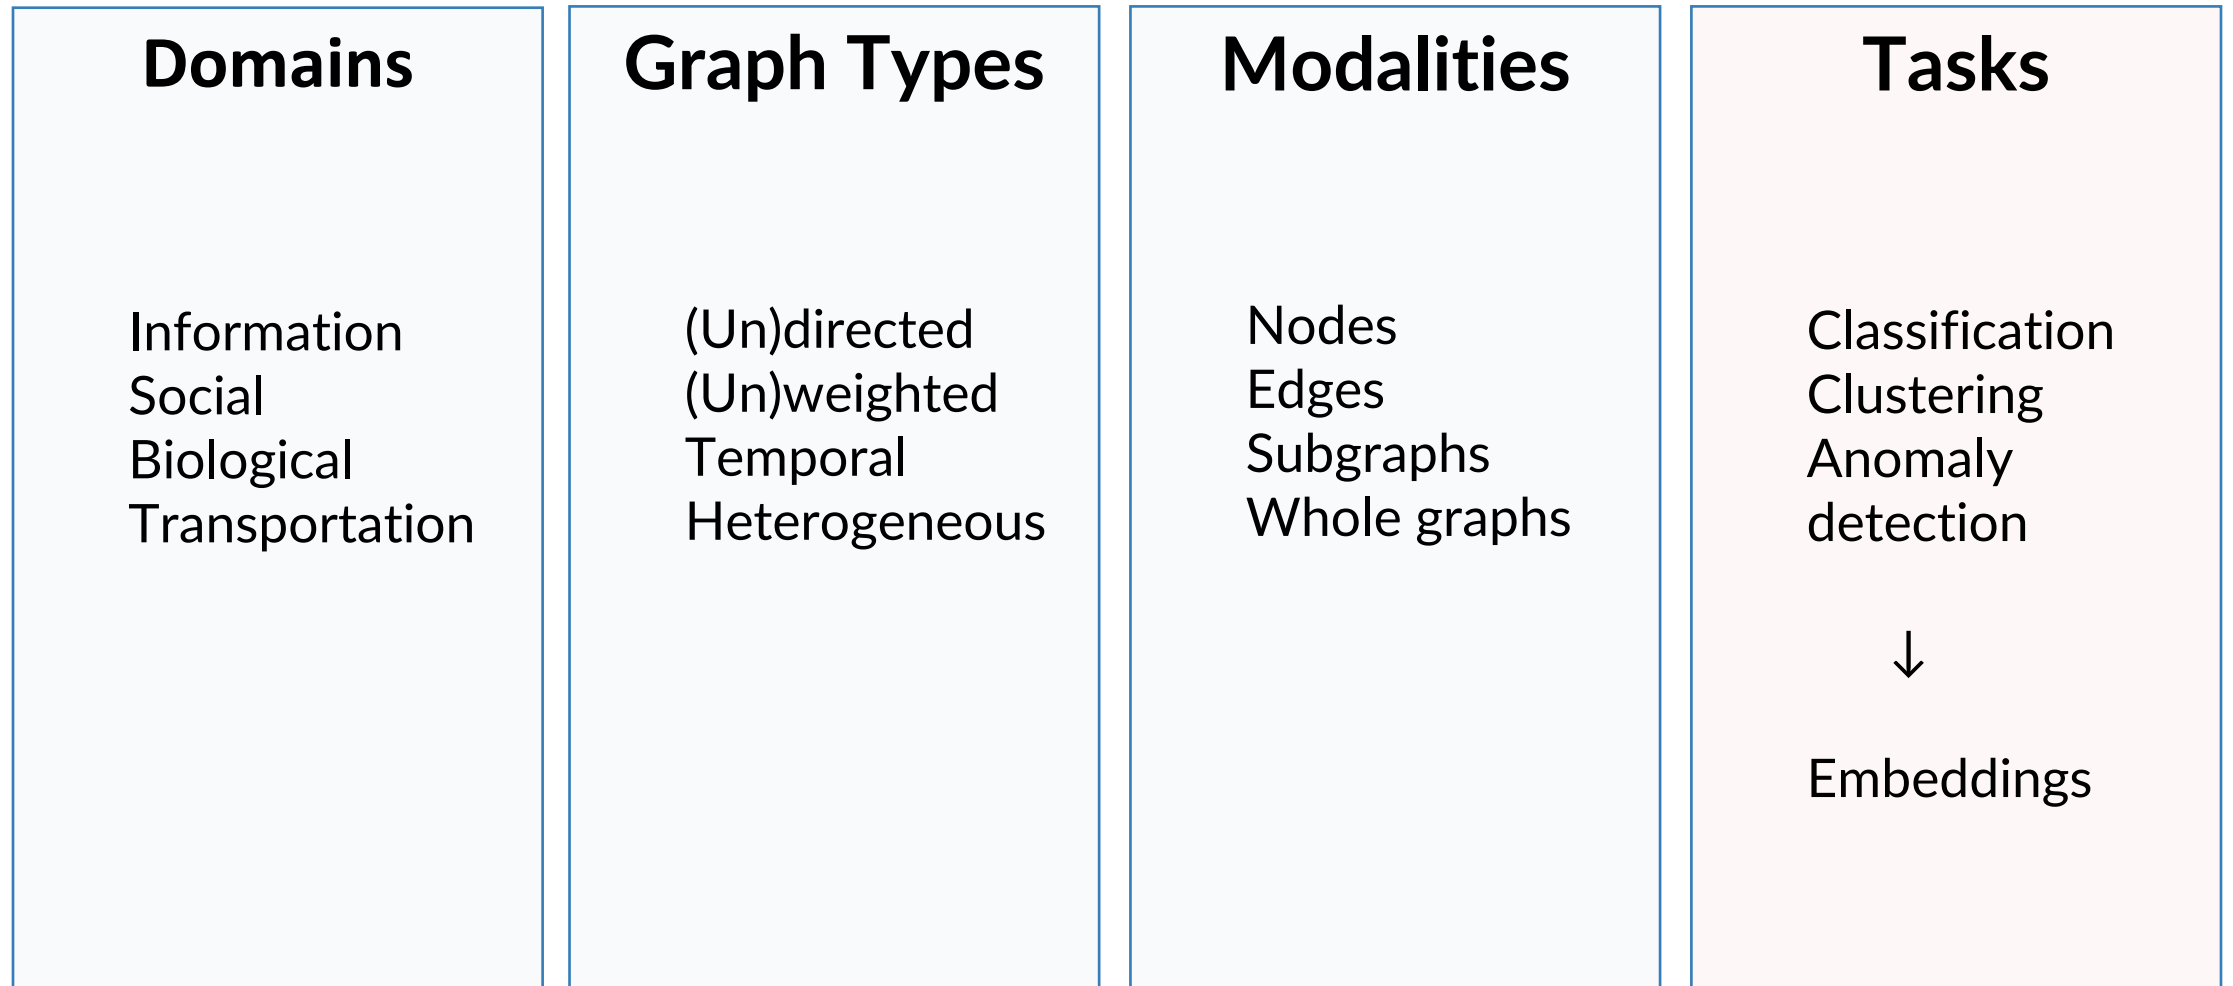 Domains
Information
Social
Biological
Transportation
Graph Types
(Un)directed
(Un)weighted
Temporal
Heterogeneous
Modalities
Nodes
Edges
Subgraphs
Whole graphs
Tasks
Classification
Clustering
Anomaly
detection
↓
Embeddings